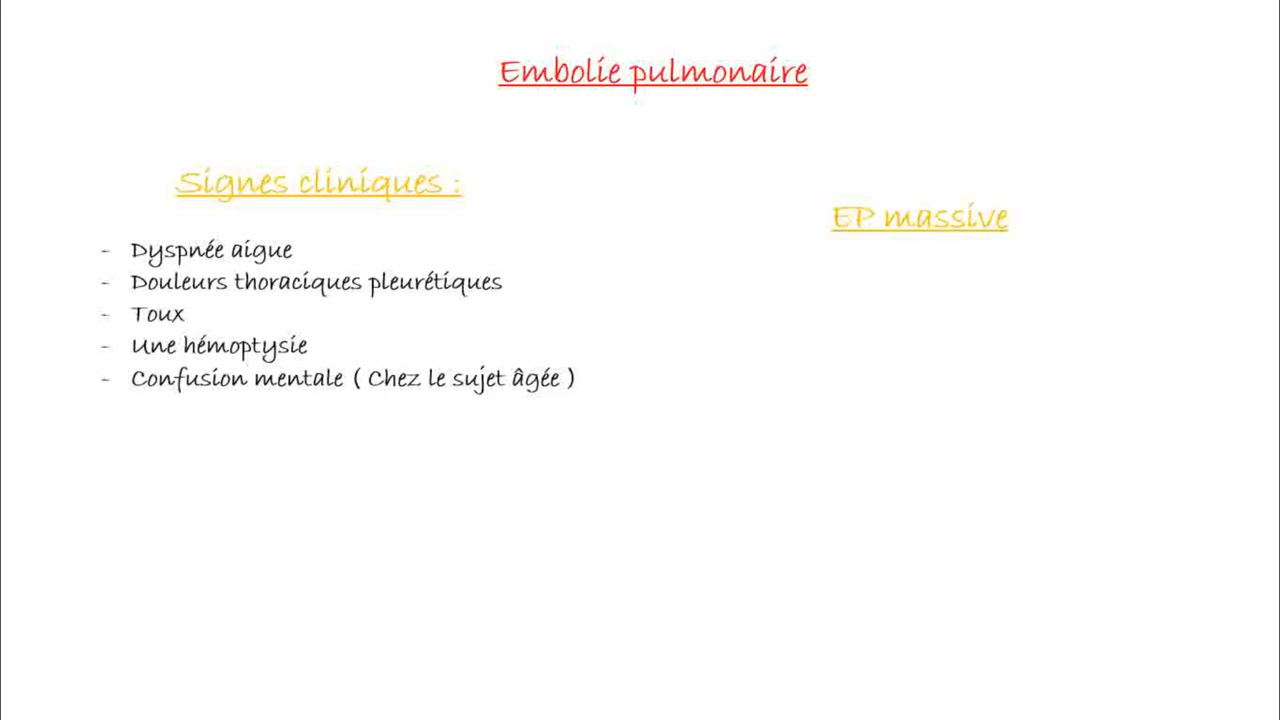 Embolie pulmonaire
Signes cliniques :
- Dyspnée aigue
- Douleurs thoraciques pleurétiques
- Toux
- Une hémoptysie
- Confusion mentale ( Chez le sujet âgée )
EP massive